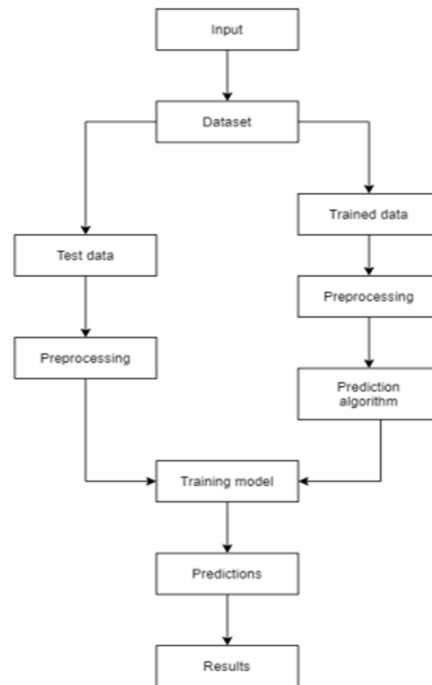 Input
Dataset
Trained data
Test data
Preprocessing
Preprocessing
Prediction
algorithm
Training model
Predictions
Results